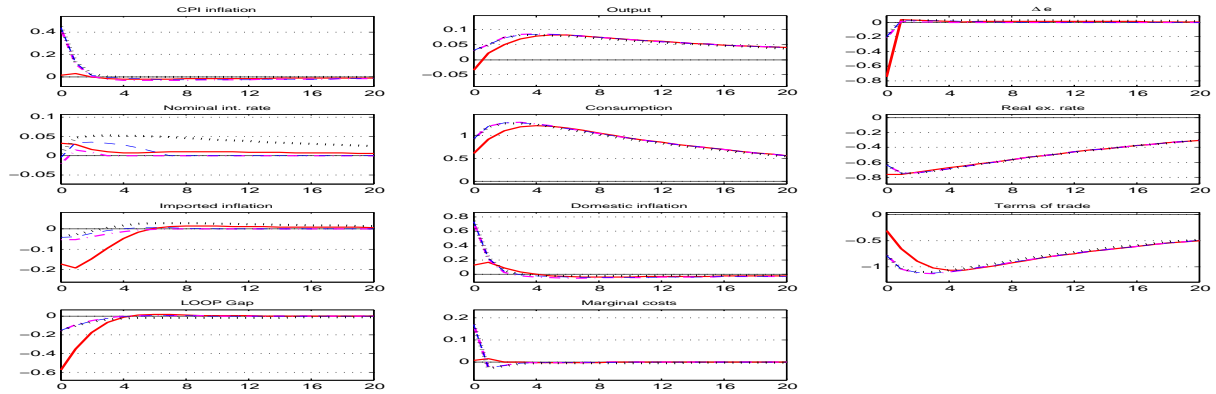 CPI inflation
0.4
0.2
0
0 4 8 12 16 20
Output
0.1
0.05
0
−0.05
0 4 8 12 16 20
Δ e
0
−0.2
−0.4
−0.6
−0.8
0 4 8 12 16 20
Nominal int. rate
0.1
0.05
0
−0.05
0 4 8 12 16 20
Consumption
1
0.5
0
0 4 8 12 16 20
Real ex. rate
0
−0.2
−0.4
−0.6
−0.8
0 4 8 12 16 20
Imported inflation
0
−0.1
−0.2
0 4 8 12 16 20
Domestic inflation
0.8
0.6
0.4
0.2
0
0 4 8 12 16 20
Terms of trade
0
−0.5
−1
0 4 8 12 16 20
LOOP Gap
0
−0.2
−0.4
−0.6
0 4 8 12 16 20
Marginal costs
0.2
0.1
0
0 4 8 12 16 20